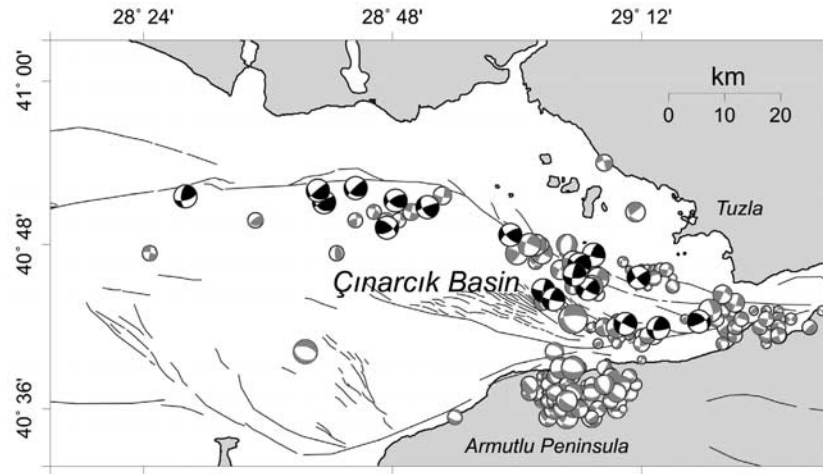 28° 24' 28° 48' 29° 12'
41° 00'
km
0 10 20
Tuzla
40° 48'
Çınarcık Basin
40° 36'
Armutlu Peninsula